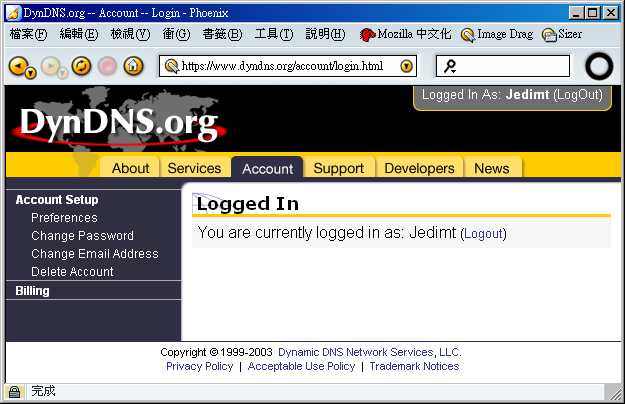 DynDNS.org -- Account -- Login - Phoenix
檔案(F) 編輯(E) 檢視(V) 衝(G) 書籤(B) 工具(T) 說明(H) Mozilla 中文化 Image Drag Sizer
https://www.dyndns.org/account/login.html
Logged In As: Jedimt (LogOut)
DynDNS.org
About Services Account Support Developers News
Account Setup
Preferences
Change Password
Change Email Address
Delete Account
Billing
Logged In
You are currently logged in as: Jedimt (Logout)
Copyright © 1999-2003 Dynamic DNS Network Services, LLC.
Privacy Policy | Acceptable Use Policy | Trademark Notices
完成